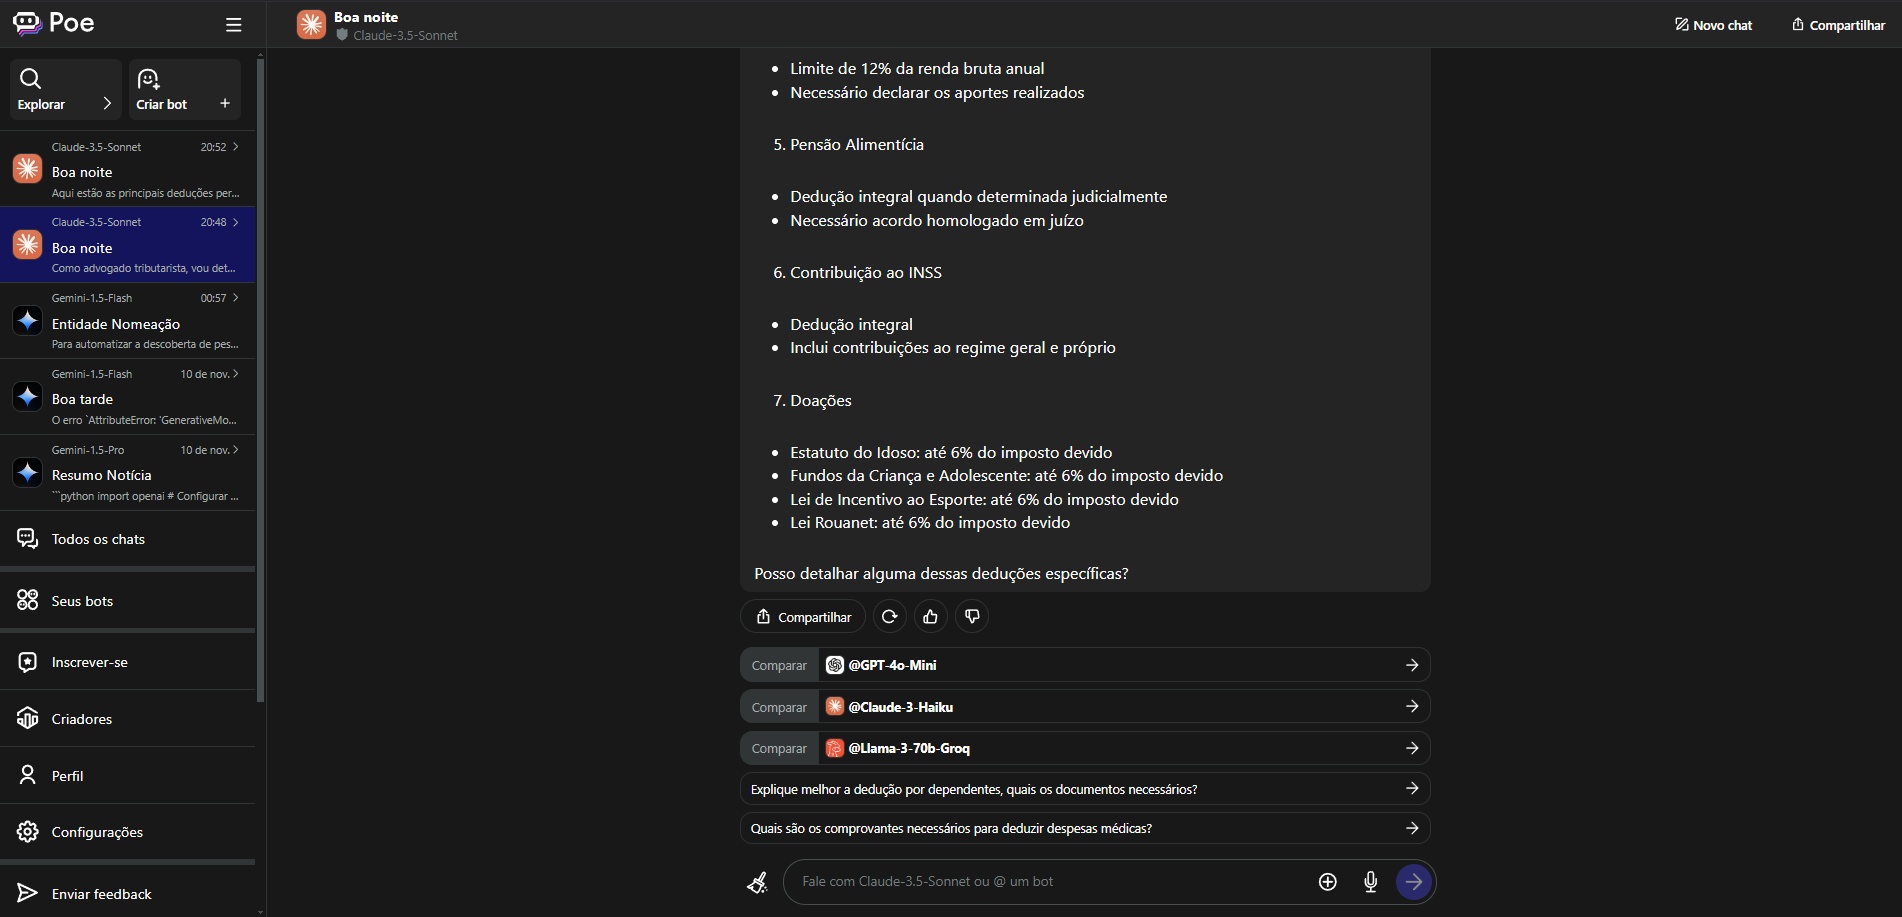 Poe
Explorar
Criar bot
Claude-3.5-Sonnet 20:52
Boa noite
Aqui estão as principais deduções per...
Claude-3.5-Sonnet 20:48
Boa noite
Como advogado tributarista, vou det...
Gemini-1.5-Flash 00:57
Entidade Nomeação
Para automatizar a descoberta de pes...
Gemini-1.5-Flash 10 de nov.
Boa tarde
O erro `AttributeError: 'GenerativeMo...
Gemini-1.5-Pro 10 de nov.
Resumo Notícia
```python import openai # Configurar ...
Todos os chats
Seus bots
Inscrever-se
Criadores
Perfil
Configurações
Enviar feedback
Boa noite
Claude-3.5-Sonnet
Novo chat
Compartilhar
• Limite de 12% da renda bruta anual
• Necessário declarar os aportes realizados
5. Pensão Alimentícia
• Dedução integral quando determinada judicialmente
• Necessário acordo homologado em juízo
6. Contribuição ao INSS
• Dedução integral
• Inclui contribuições ao regime geral e próprio
7. Doações
• Estatuto do Idoso: até 6% do imposto devido
• Fundos da Criança e Adolescente: até 6% do imposto devido
• Lei de Incentivo ao Esporte: até 6% do imposto devido
• Lei Rouanet: até 6% do imposto devido
Posso detalhar alguma dessas deduções específicas?
Compartilhar
Comparar @GPT-4o-Mini
Comparar @Claude-3-Haiku
Comparar @Llama-3-70b-Groq
Explique melhor a dedução por dependentes, quais os documentos necessários?
Quais são os comprovantes necessários para deduzir despesas médicas?
Fale com Claude-3.5-Sonnet ou @ um bot